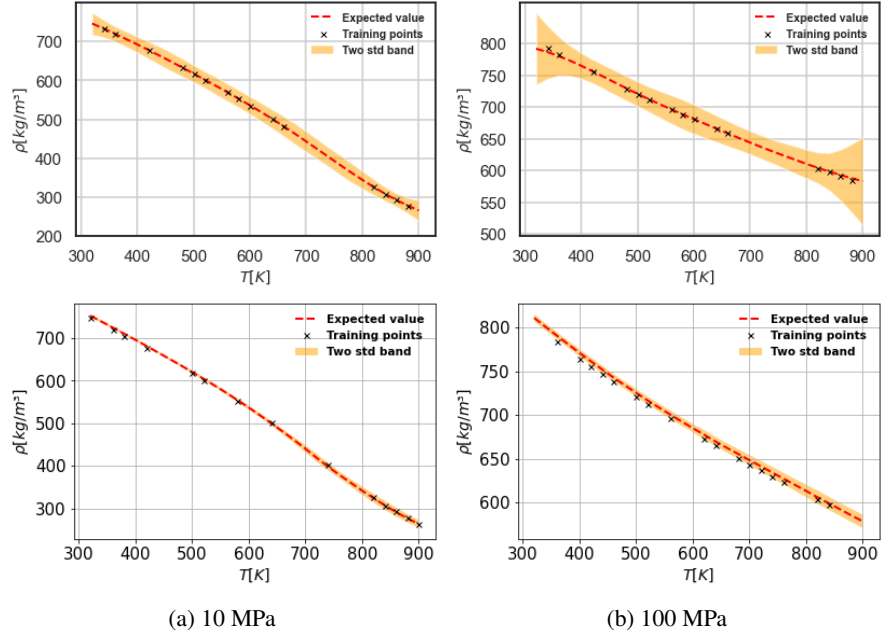 Expected value
Training points
Two std band
700
600
500
400
300
200
ρ[kg/m³]
300 400 500 600 700 800 900
T[K]
Expected value
Training points
Two std band
800
750
700
650
600
550
500
ρ[kg/m³]
300 400 500 600 700 800 900
T[K]
Expected value
Training points
Two std band
700
600
500
400
300
ρ[kg/m³]
300 400 500 600 700 800 900
T[K]
Expected value
Training points
Two std band
800
750
700
650
600
ρ[kg/m³]
300 400 500 600 700 800 900
T[K]
(a) 10 MPa
(b) 100 MPa